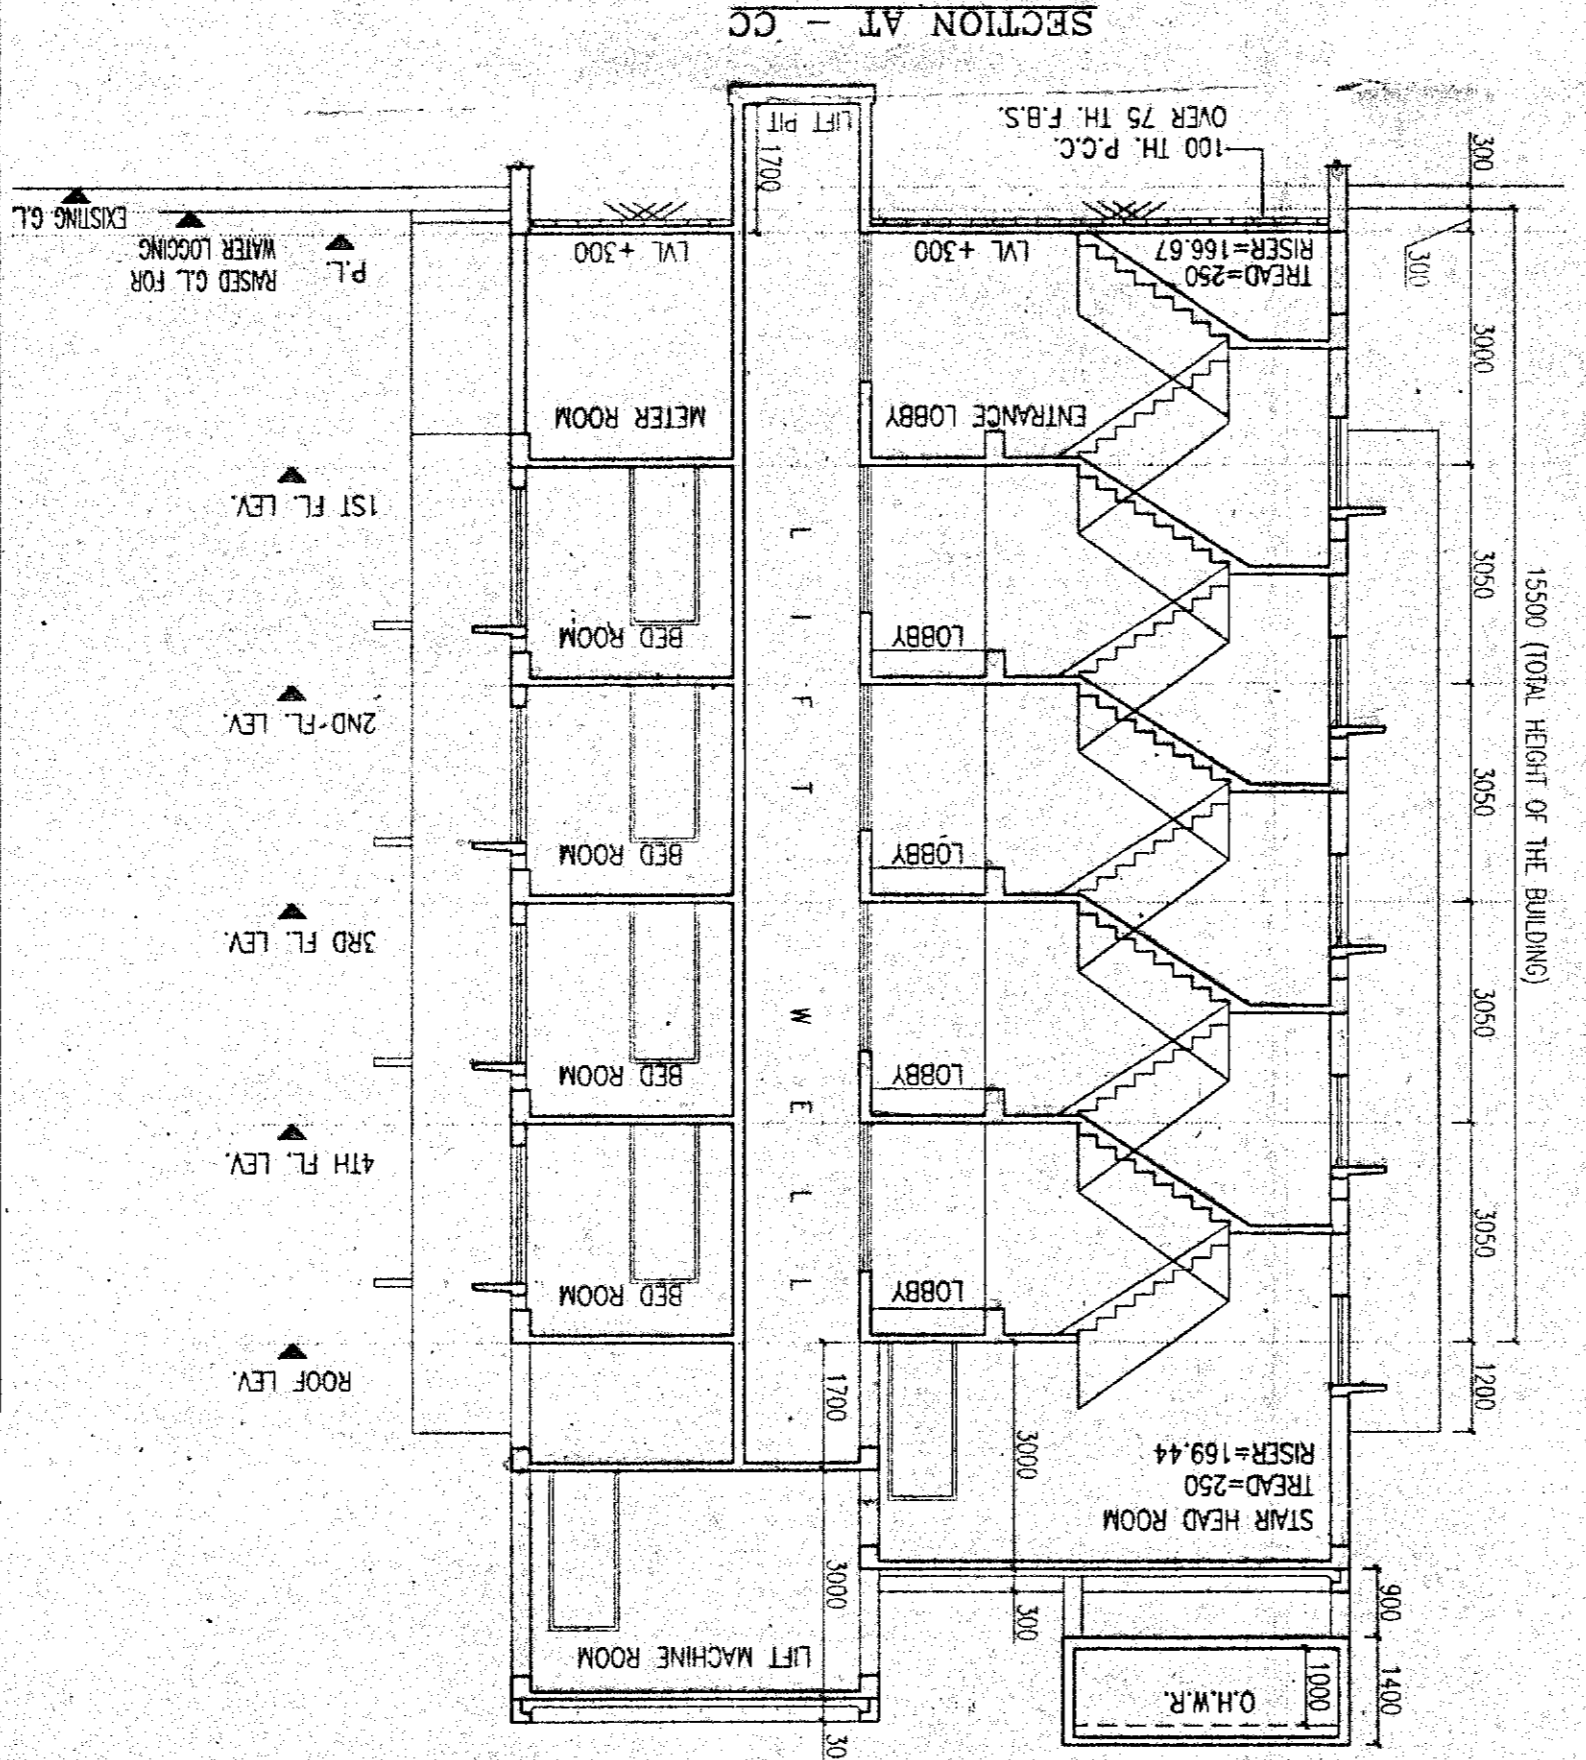 O.H.W.R.
1000
1400
900
30
LIFT MACHINE ROOM
3000
300
STAIR HEAD ROOM
TREAD=250
RISER=169.44
3000
1700
1200
ROOF LEV.
LOBBY
BED ROOM
3050
4TH FL. LEV.
LOBBY
BED ROOM
3050
3RD FL. LEV.
LOBBY
BED ROOM
3050
2ND FL. LEV.
LOBBY
BED ROOM
3050
1ST FL. LEV.
LIFT WELL
15500 (TOTAL HEIGHT OF THE BUILDING)
ENTRANCE LOBBY
METER ROOM
3000
TREAD=250
RISER=166.67
LVL +300
LVL +300
300
300
P.L.
RAISED G.L. FOR
WATER LOGGING
EXISTING G.L.
1700
LIFT PIT
100 TH. P.C.C.
OVER 75 TH. F.B.S.
SECTION AT - CC